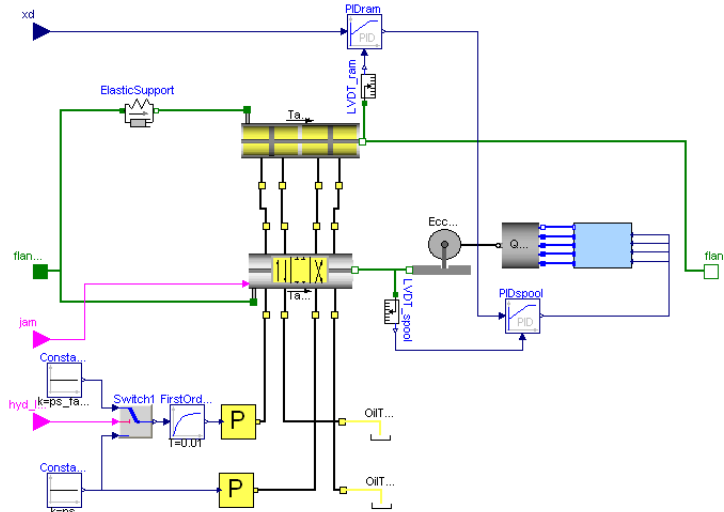 xd
PIDram
PID
LVDT_ram
ElasticSupport
Ta...
flan...
Ecc...
Q...
flan
Ta...
LVDT_spool
PIDspool
PID
jam
Consta...
k=ps_fa...
Switch1
FirstOrd...
hyd_l...
T=0.01
P
OilT...
Consta...
k=ps
P
OilT...